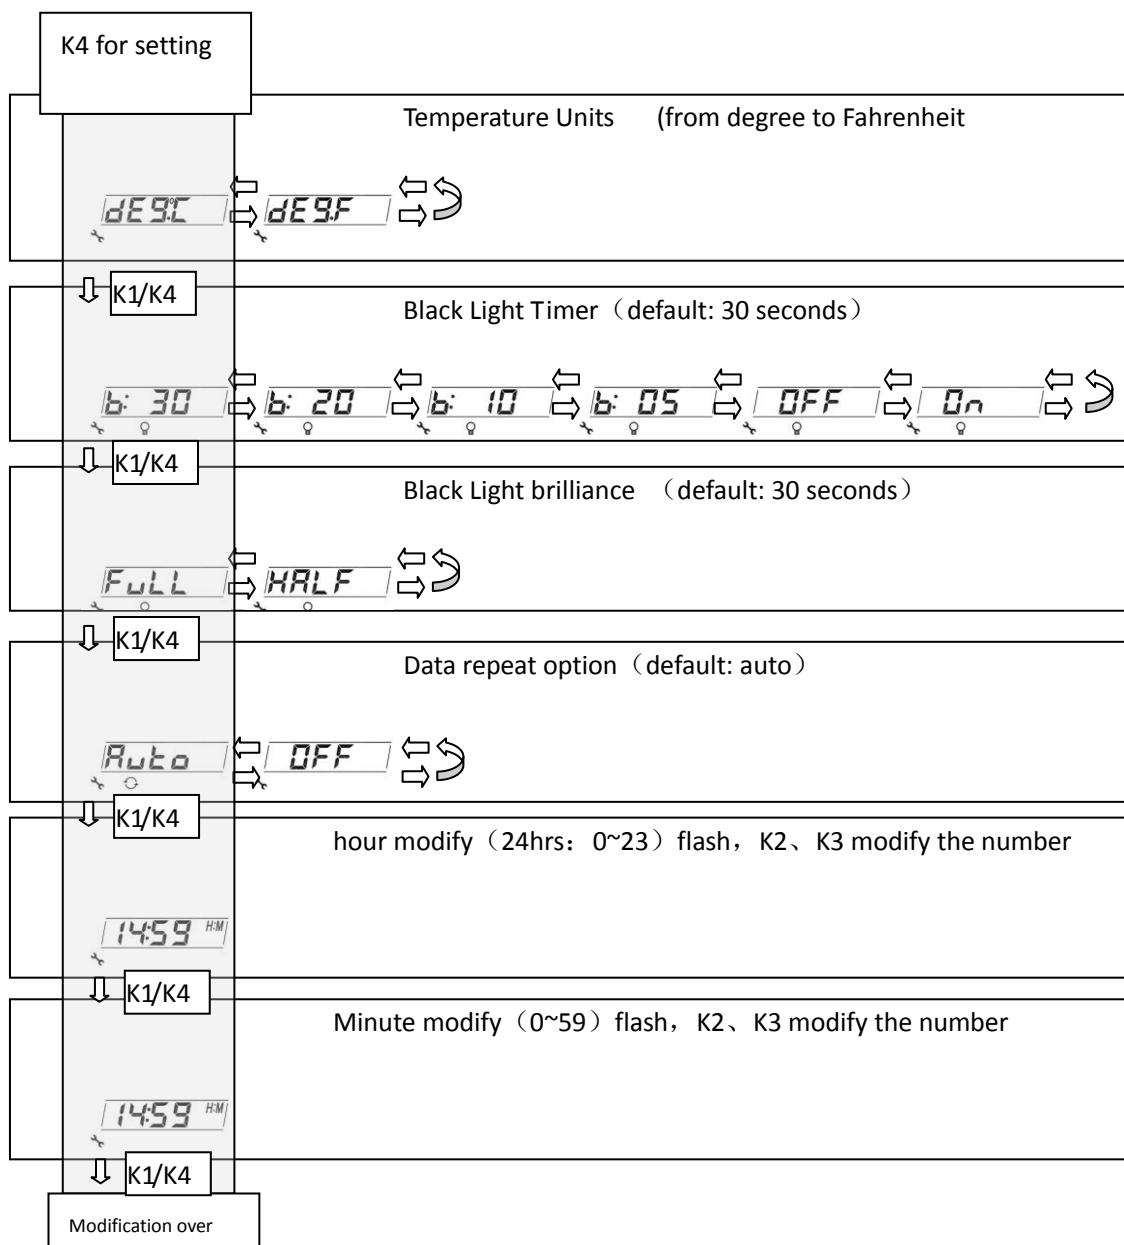 K4 for setting
Temperature Units (from degree to Fahrenheit
dEg°C dEg.F
K1/K4
Black Light Timer（default: 30 seconds）
b: 30 b: 20 b: 10 b: 05 OFF On
K1/K4
Black Light brilliance （default: 30 seconds）
FuLL HALF
K1/K4
Data repeat option（default: auto）
Auto OFF
K1/K4
hour modify（24hrs：0~23）flash，K2、K3 modify the number
14:59 H:M
K1/K4
Minute modify（0~59）flash，K2、K3 modify the number
14:59 H:M
K1/K4
Modification over